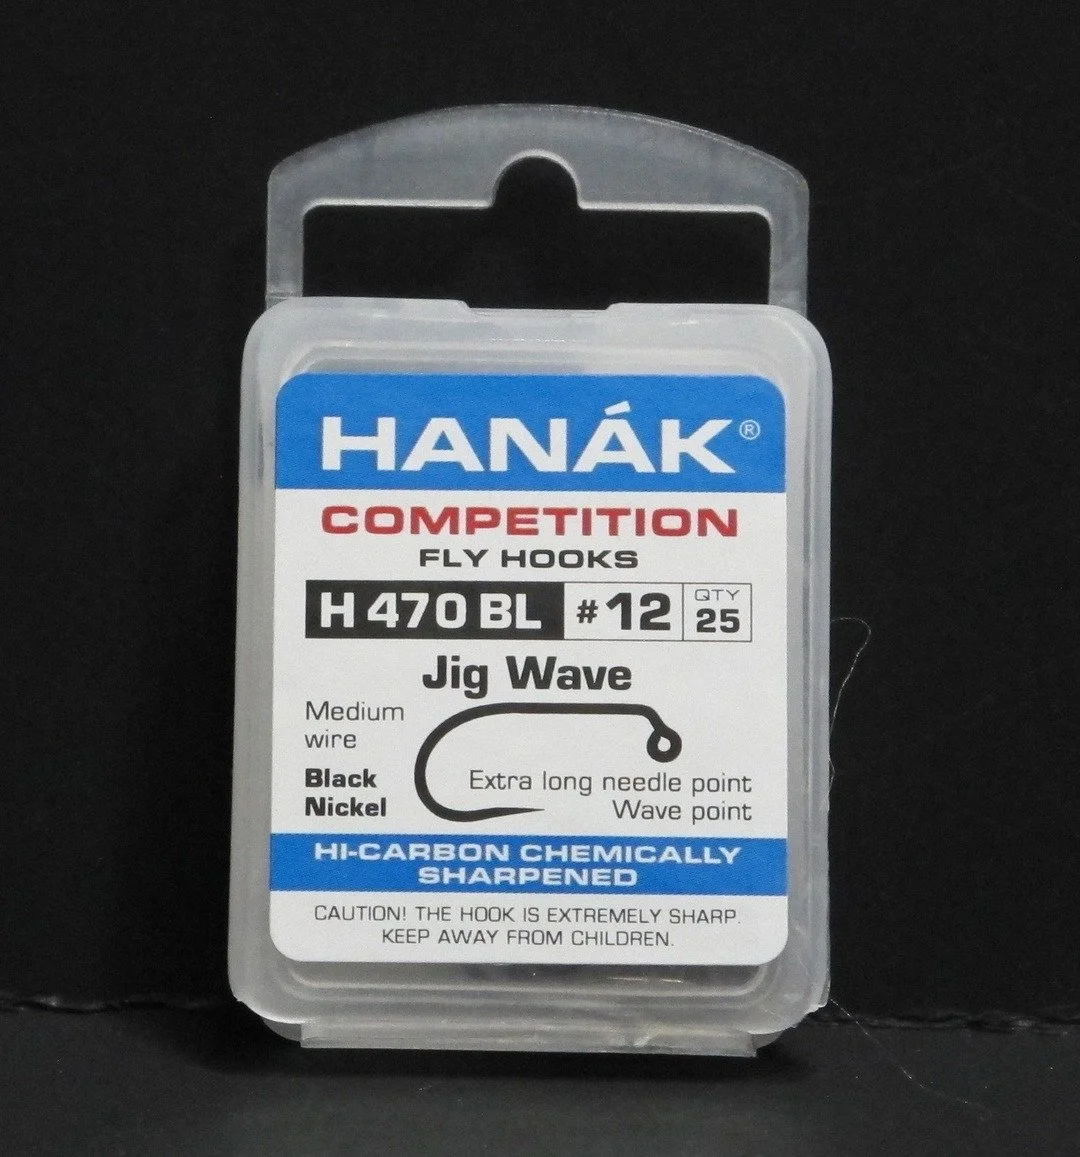 HANÁK®
COMPETITION
FLY HOOKS
H 470 BL #12 QTY 25
Jig Wave
Medium
wire
Black
Nickel
Extra long needle point
Wave point
HI-CARBON CHEMICALLY
SHARPENED
CAUTION! THE HOOK IS EXTREMELY SHARP.
KEEP AWAY FROM CHILDREN.